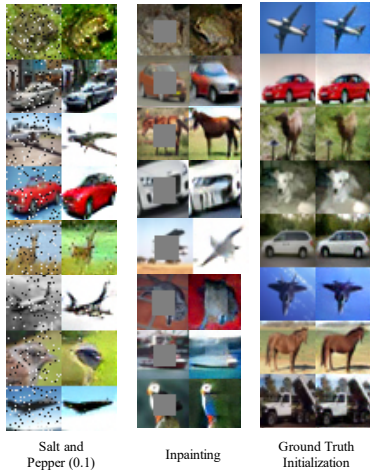 Salt and
Pepper (0.1)
Inpainting
Ground Truth
Initialization